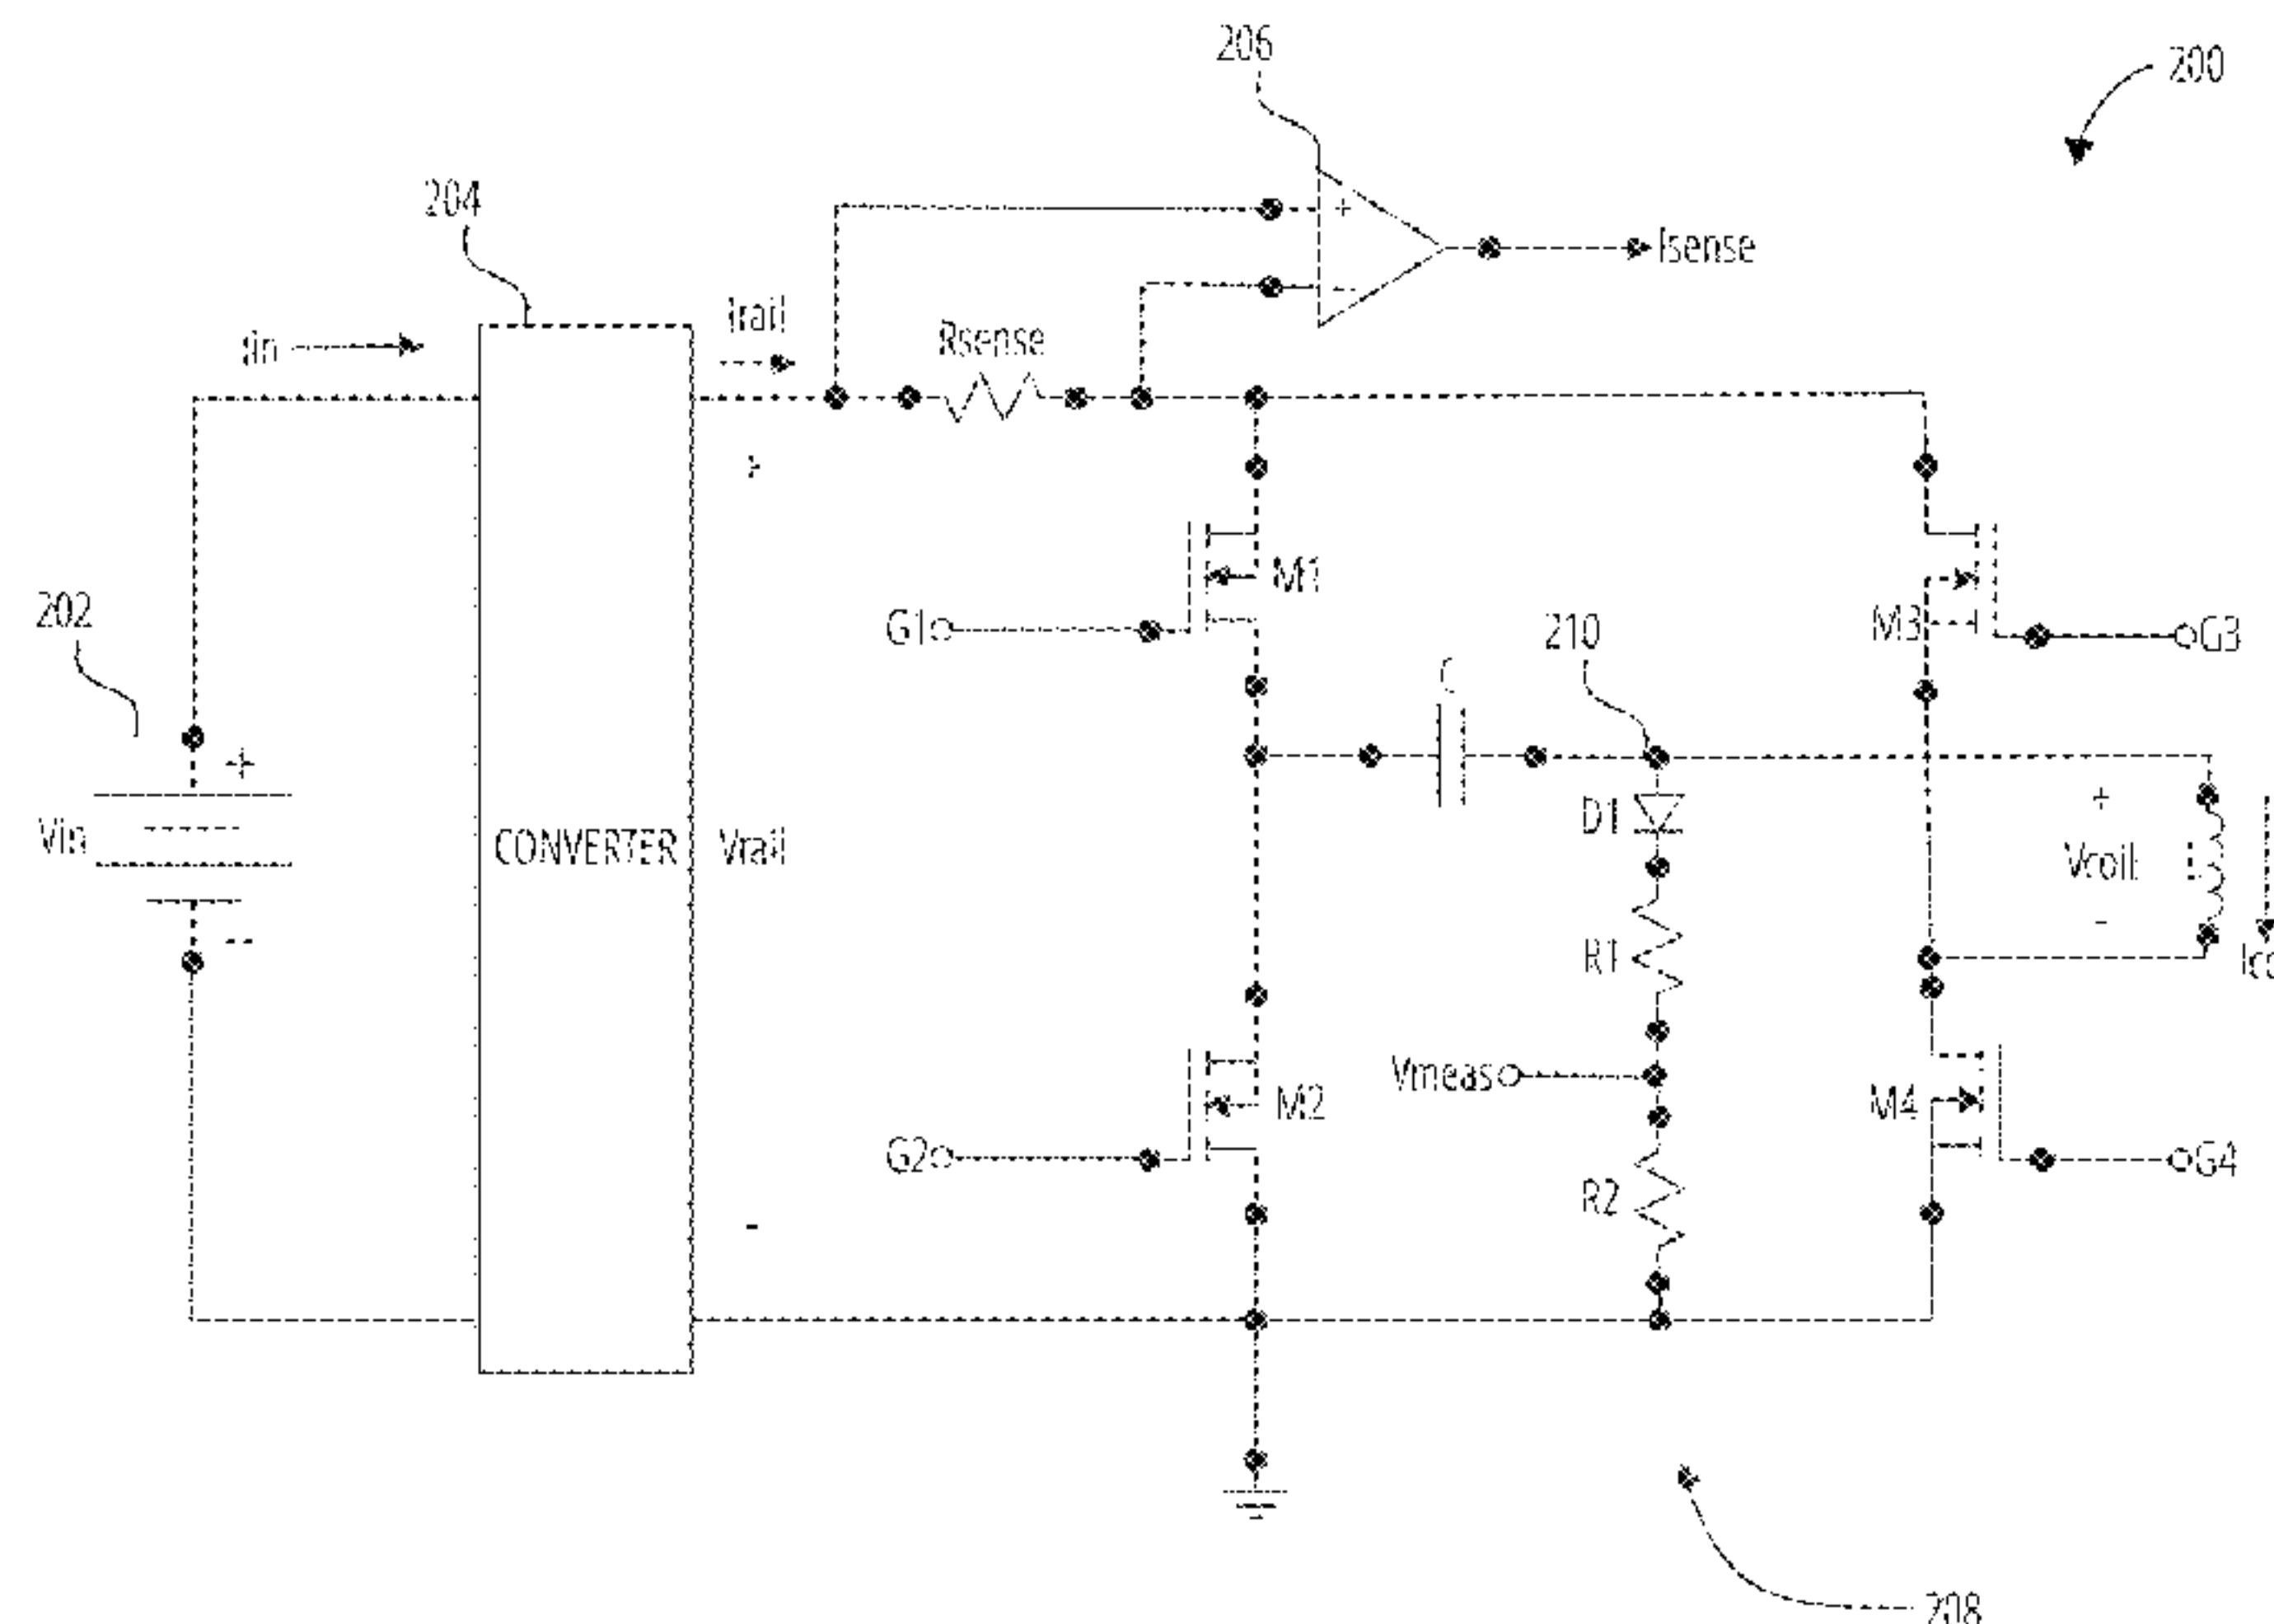 206
200
204
+
Isense
-
Irail
Iin
Rsense
+
M1
202
G1
210
M3
G3
C
+
D1
+
Vin
CONVERTER
Vrail
Vcoil
L
-
--
R1
Vmeas
M2
M4
G2
G4
R2
-
208